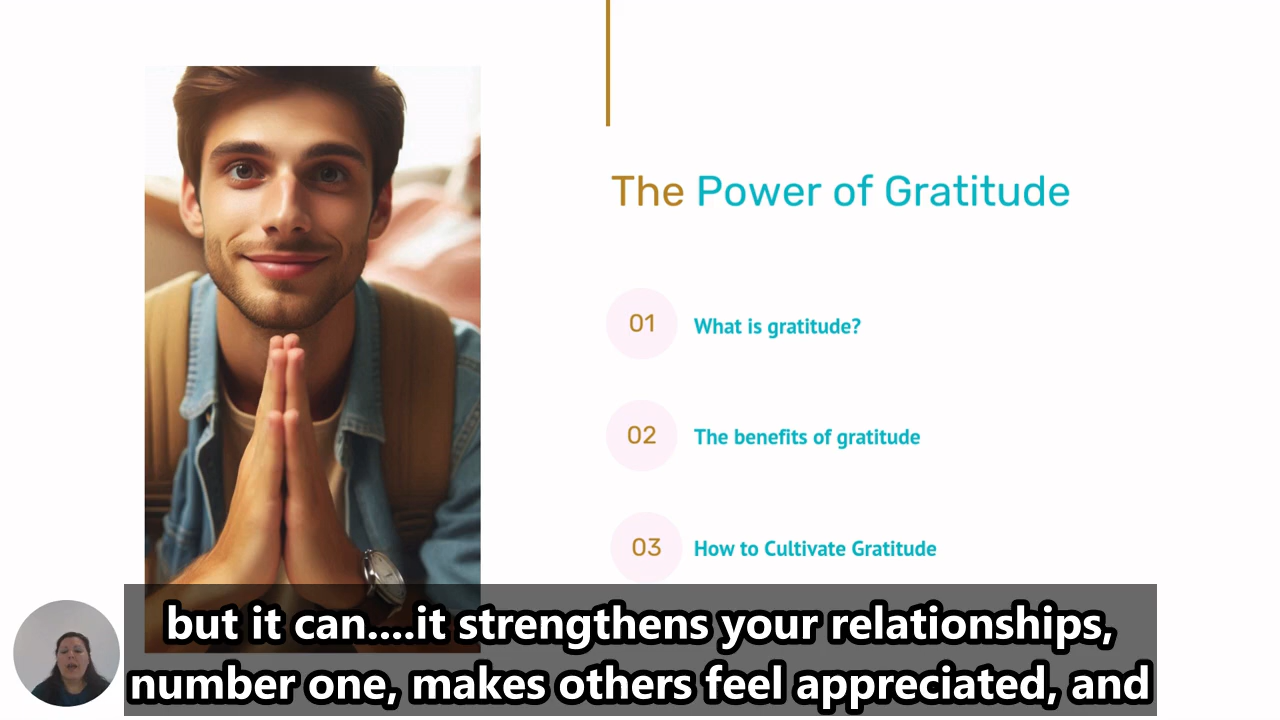 The Power of Gratitude
01 What is gratitude?
02 The benefits of gratitude
03 How to Cultivate Gratitude
but it can....it strengthens your relationships,
number one, makes others feel appreciated, and